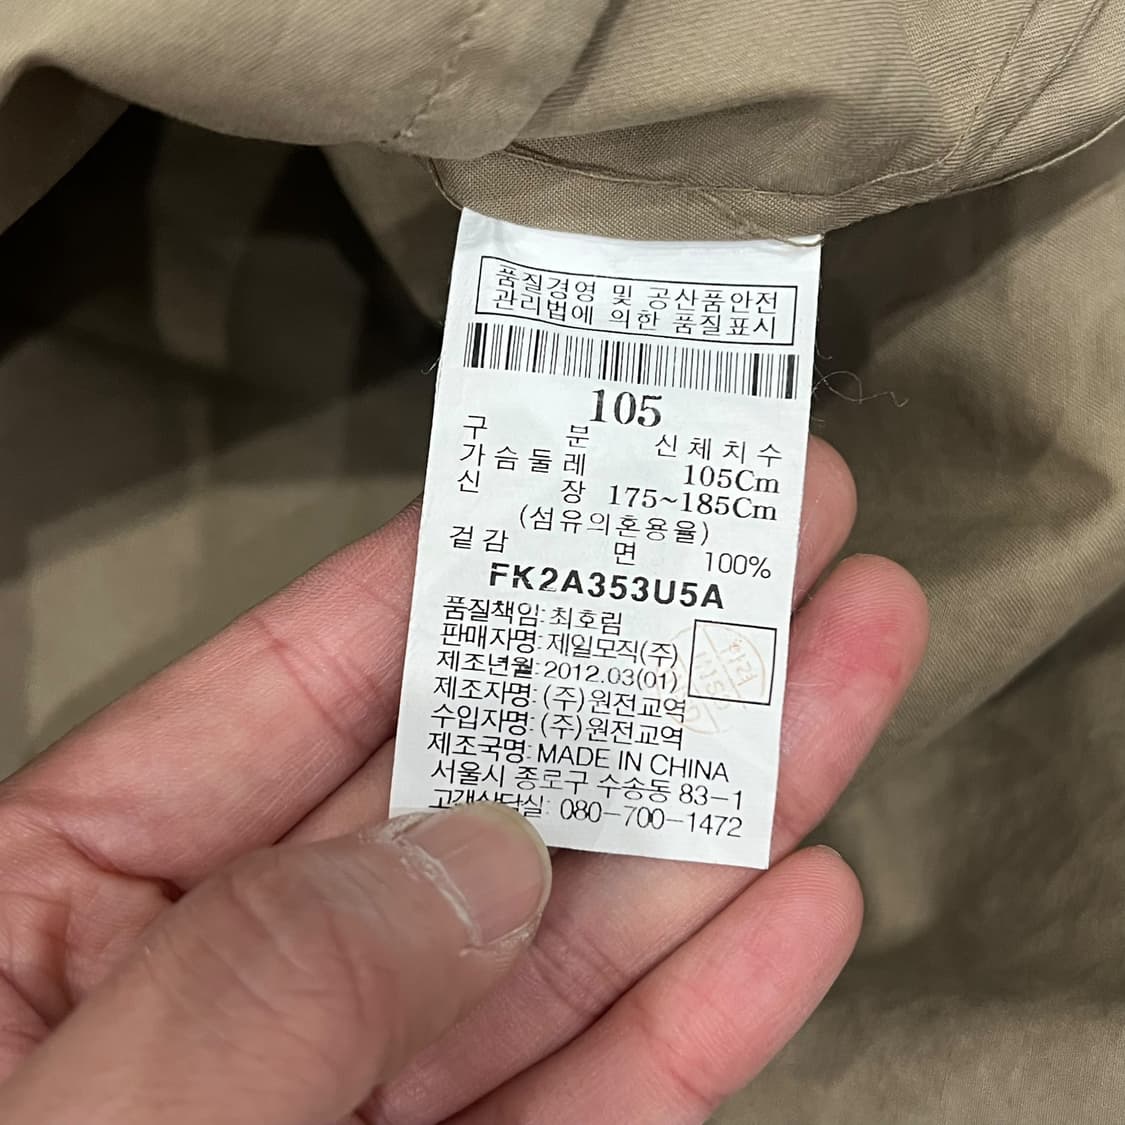 품질경영 및 공산품안전
관리법에 의한 품질표시
105
구 분 신체치수
가슴둘레 105Cm
신 장 175~185Cm
(섬유의혼용율)
겉감 면 100%
FK2A353U5A
품질책임: 최호림
판매자명: 제일모직(주)
제조년월: 2012.03(01)
제조자명: (주)원전교역
수입자명: (주)원전교역
제조국명: MADE IN CHINA
서울시 종로구 수송동 83-1
고객상담실: 080-700-1472